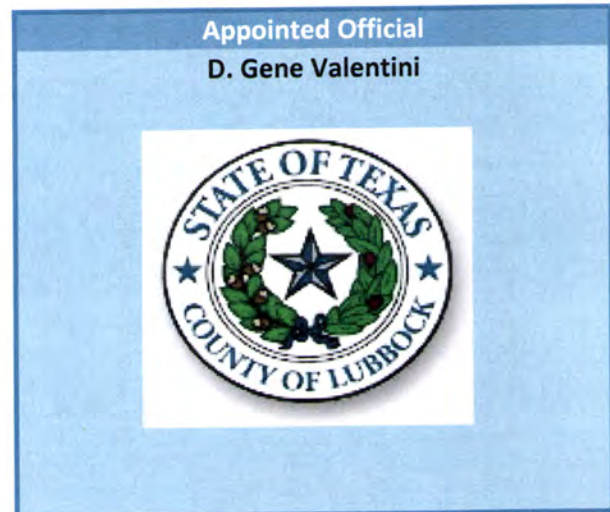 Appointed Official
D. Gene Valentini
STATE OF TEXAS
COUNTY OF LUBBOCK